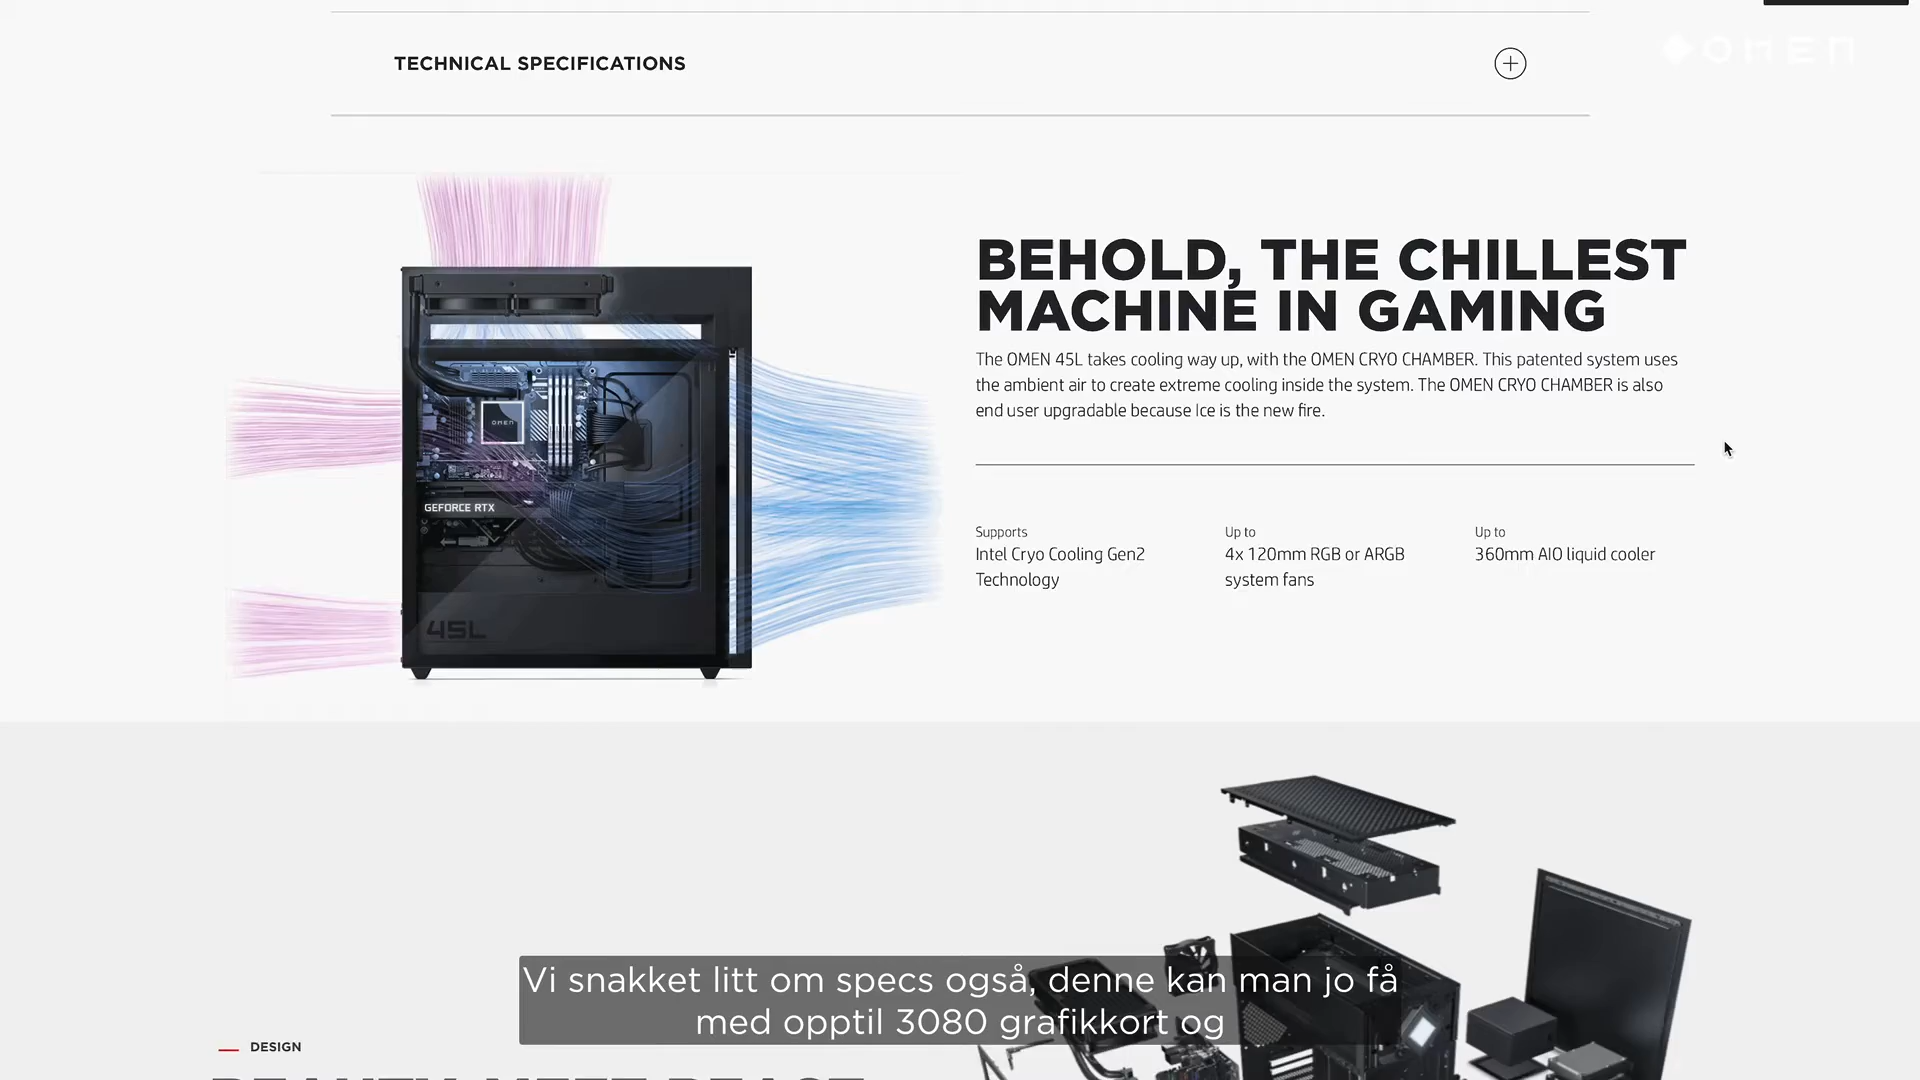 TECHNICAL SPECIFICATIONS
OMEN
BEHOLD, THE CHILLEST
MACHINE IN GAMING
The OMEN 45L takes cooling way up, with the OMEN CRYO CHAMBER. This patented system uses
the ambient air to create extreme cooling inside the system. The OMEN CRYO CHAMBER is also
end user upgradable because Ice is the new fire.
OMEN
GEFORCE RTX
45L
Supports
Intel Cryo Cooling Gen2
Technology
Up to
4x 120mm RGB or ARGB
system fans
Up to
360mm AIO liquid cooler
Vi snakket litt om specs også, denne kan man jo få
med opptil 3080 grafikkort og
DESIGN